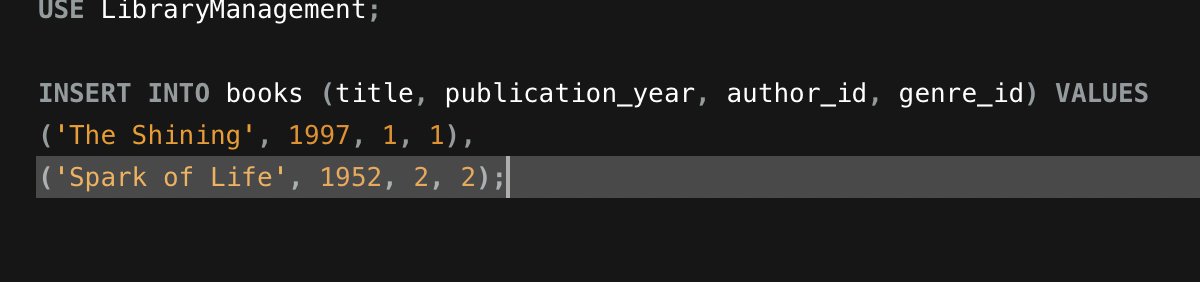 USE LibraryManagement;
INSERT INTO books (title, publication_year, author_id, genre_id) VALUES
('The Shining', 1997, 1, 1),
('Spark of Life', 1952, 2, 2);